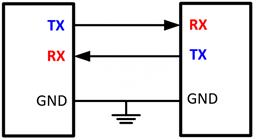 TX RX
RX TX
GND GND